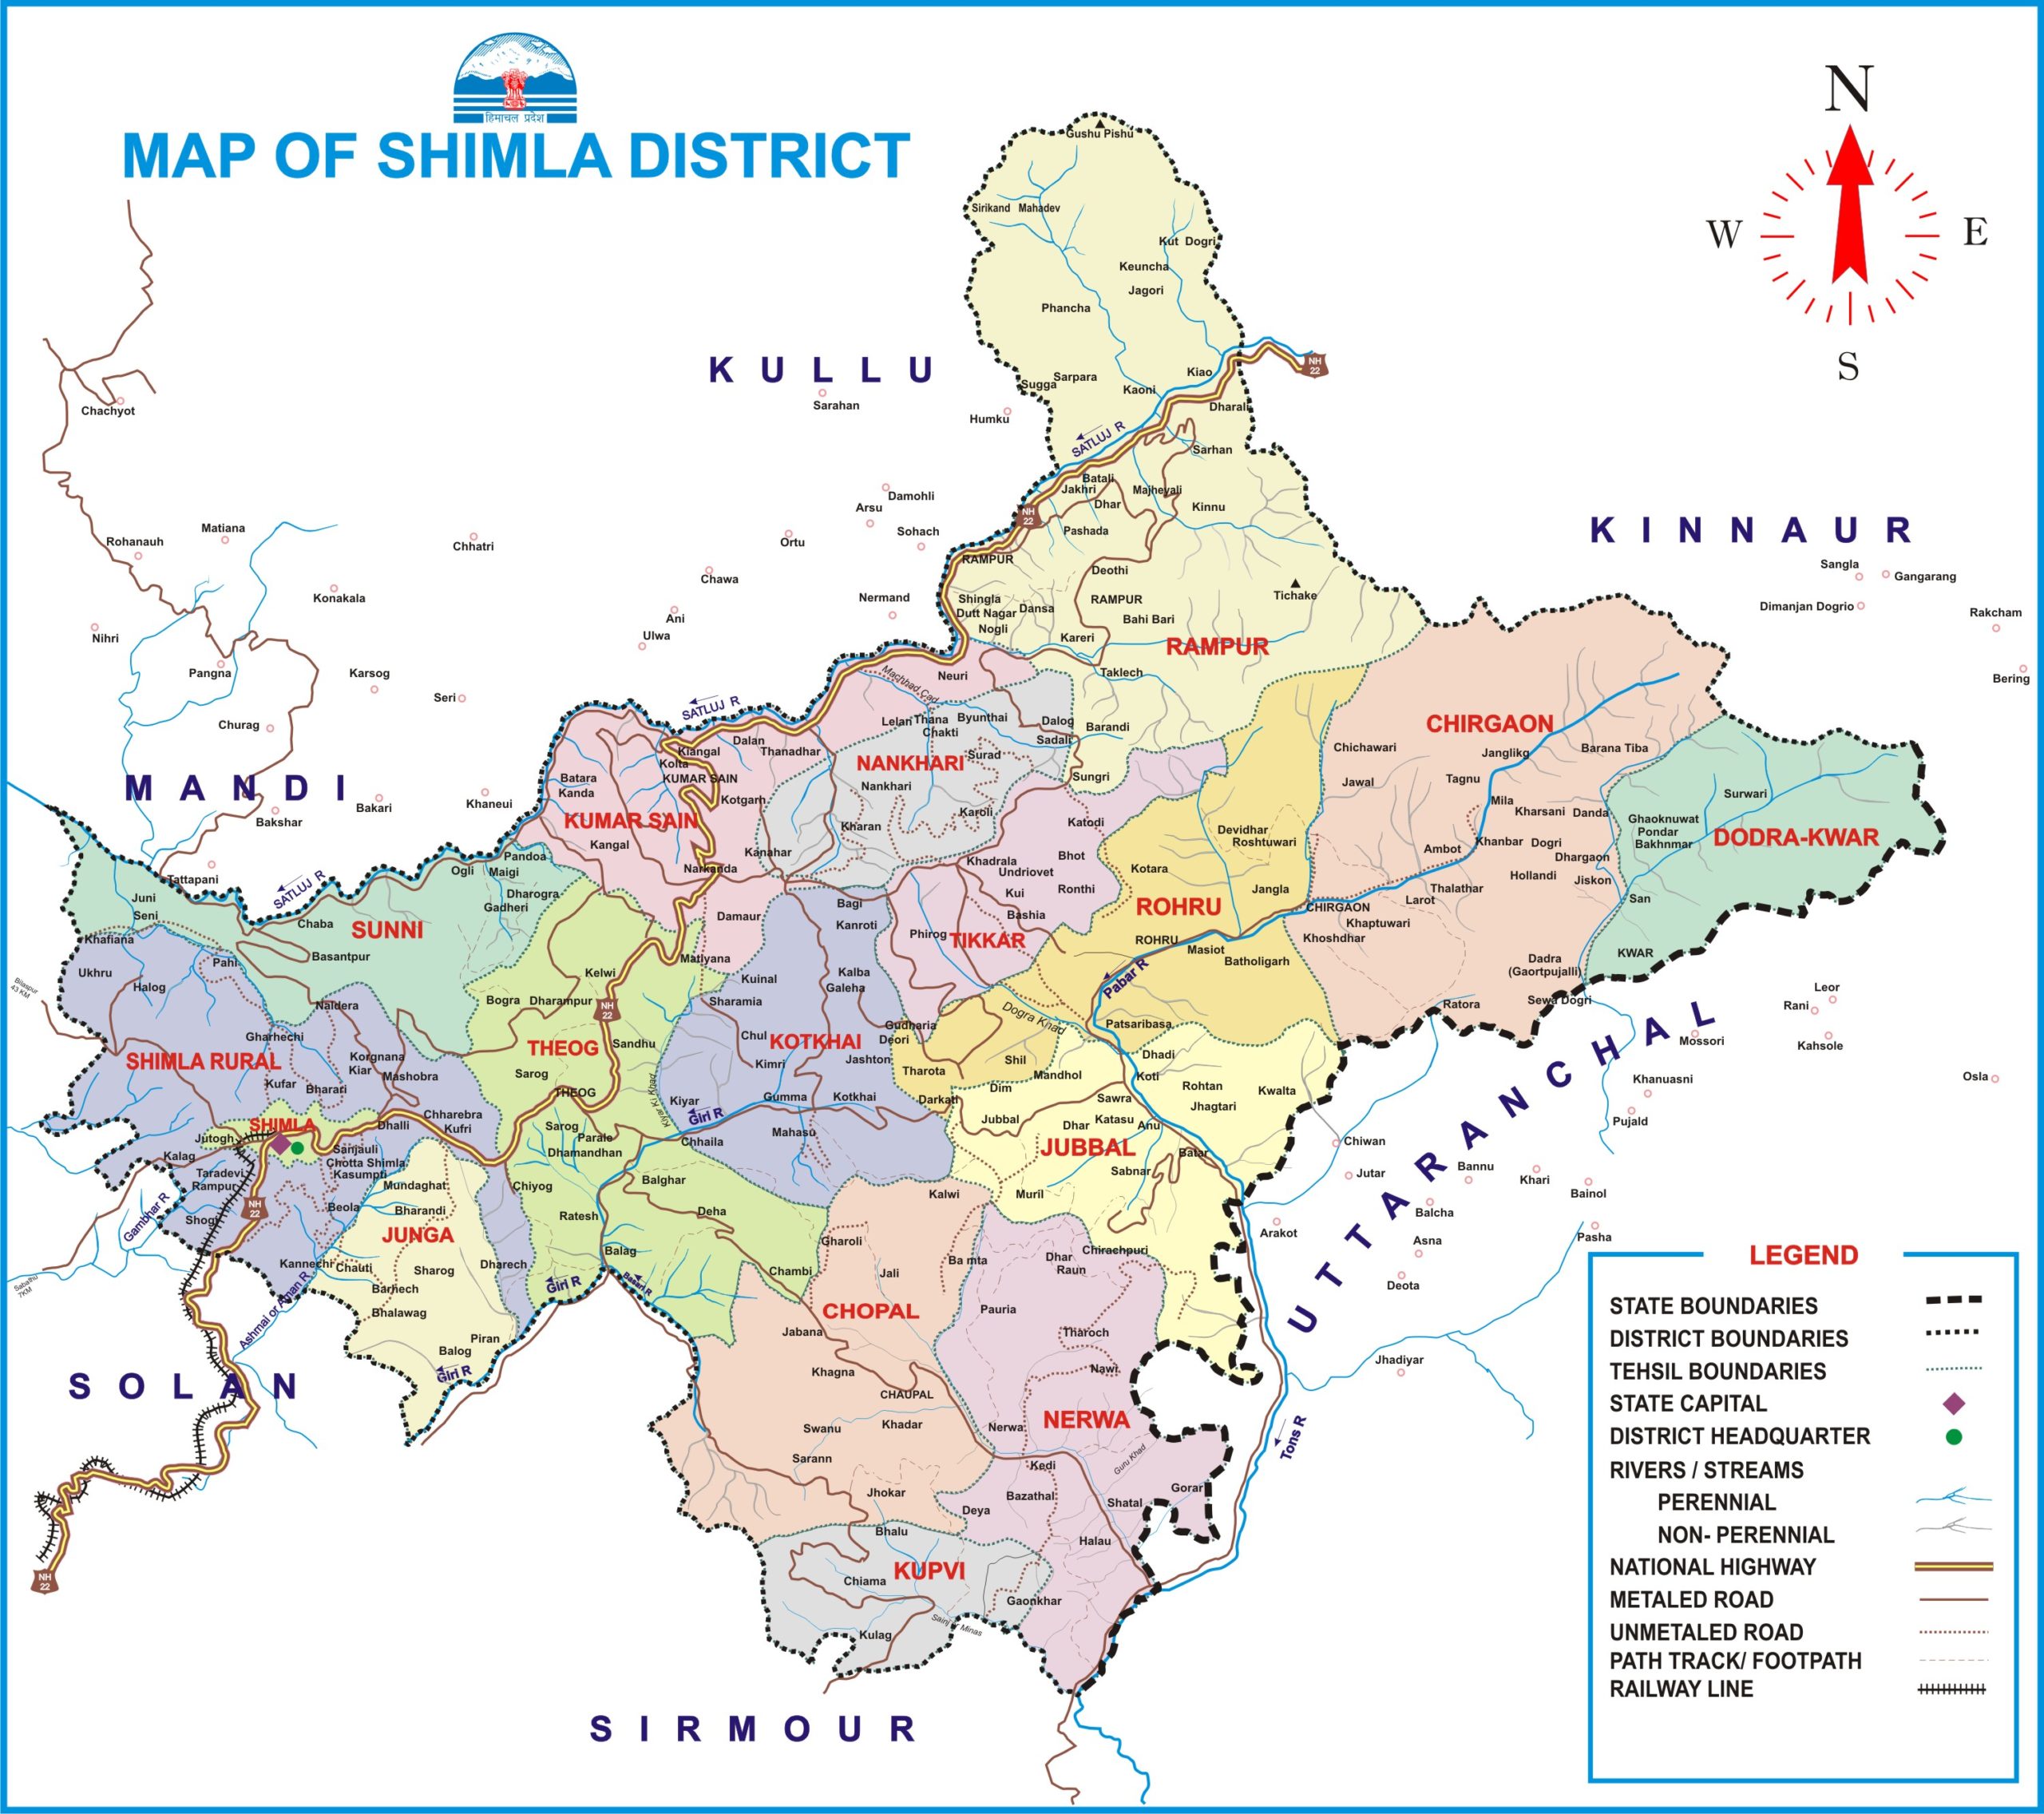 हिमाचल प्रदेश
MAP OF SHIMLA DISTRICT
N
W
E
S
Gushu Pishu
Sirikand Mahadev
Kut Dogri
Keuncha
Jagori
Phancha
KULLU
Sarahan
Humku
Sugga
Sarpara
Kaoni
Kiao
NH
22
Dharali
SATLUJ R
Sarhan
Chachyot
Damohli
Arsu
Sohach
Ortu
Chhatri
Chawa
Matiana
Rohanauh
Konakala
Nihri
Pangna
Karsog
Churag
Seri
Ani
Ulwa
Nermand
Batali
Jakhri
Majheyali
Dhar
Kinnu
NH
22
Pashada
RAMPUR
Deothi
Shingla
Dutt Nagar
Dansa
RAMPUR
Nogli
Bahi Bari
Kareri
Tichake
RAMPUR
Taklech
KINNAUR
Sangla
Gangarang
Dimanjan Dogrio
Rakcham
Bering
MANDI
Bakshar
Bakari
Khaneui
Tattapani
SATLUJ R
SATLUJ R
Neuri
Machhad Cad
Lelan
Thana
Chakti
Byunthai
Dalog
Sadali
Barandi
NANKHARI
Surad
Nankhari
Sungri
Karoli
Kharan
Kanahar
Dalan
Kiangal
Thanadhar
Kolta
KUMAR SAIN
Batara
Kanda
Kotgarh
KUMAR SAIN
Kangal
Narkanda
Damaur
Matiyana
CHIRGAON
Chichawari
Janglikg
Barana Tiba
Jawal
Tagnu
Mila
Kharsani
Danda
Khanbar
Dogri
Ambot
Dhargaon
Hollandi
Jiskon
Thalathar
Larot
CHIRGAON
Khaptuwari
Khoshdhar
Dadra
(Gaortpujalli)
Sewa Dogri
Ratora
Surwari
Ghaoknuwat
Pondar
Bakhnmar
DODRA-KWAR
San
KWAR
Katodi
Bhot
Khadrala
Undriovet
Kui
Ronthi
Bashia
Phirog
TIKKAR
Devidhar
Roshtuwari
Kotara
Jangla
ROHRU
ROHRU
Masiot
Batholigarh
Pabar R
Patsaribasa
Dogra Khad
Gudharia
Deori
Tharota
Shil
Darkati
Juni
Seni
Chaba
SUNNI
Basantpur
Ogli
Pandoa
Maigi
Dharogra
Gadheri
Khafiana
Ukhru
Halog
Pahi
Naldera
Bilaspur
43 KM
Gharhechi
SHIMLA RURAL
Korgnana
Kiar
Mashobra
Kufar
Bharari
SHIMLA
Jutogh
Dhalli
Chharebra
Kufri
Kalag
Sanjauli
Chotta Shimla
Kasumpti
Taradevi
Rampur
NH
22
Shogi
Gambhar R
Sabathu
7KM
Beola
Kannechi
Chauti
Ashmai or Ainan R
Mundaghat
Bharandi
JUNGA
Sharog
Barhech
Bhalawag
Piran
Balog
Giri R
Dharech
Kelwi
Bogra
Dharampur
NH
22
THEOG
Sandhu
Sarog
THEOG
Sarog
Parale
Dhamandhan
Kiyar Ki Khad
Chiyog
Ratesh
Balag
Giri R
Balghar
Deha
Chambi
Bagi
Kanroti
Kuinal
Kalba
Galeha
Sharamia
Chul
KOTKHAI
Kimri
Jashton
Kiyar
Gumma
Kotkhai
Giri R
Chhaila
Mahasu
Dhadi
Koti
Mandhol
Dim
Rohtan
Kwalta
Sawra
Jhagtari
Jubbal
Katasu
Dhar
Anu
JUBBAL
Batar
Sabnar
Muril
Chirachpuri
Kalwi
Gharoli
Jali
Ba mta
CHOPAL
Jabana
Khagna
CHAUPAL
Swanu
Khadar
Sarann
Jhokar
Bhalu
Dhar
Raun
Pauria
Tharoch
Nawi
NERWA
Nerwa
Kedi
Guru Khad
Bazathal
Deya
Shatal
Gorar
Halau
KUPVI
Chiama
Gaonkhar
Kulag
Tons R
UTTARANCHAL
Leor
Rani
Mossori
Kahsole
Khanuasni
Osla
Pujald
Chiwan
Jutar
Bannu
Khari
Bainol
Balcha
Arakot
Asna
Pasha
Deota
Jhadiyar
SOLAN
NH
22
SIRMOUR
LEGEND
STATE BOUNDARIES
DISTRICT BOUNDARIES
TEHSIL BOUNDARIES
STATE CAPITAL
DISTRICT HEADQUARTER
RIVERS / STREAMS
PERENNIAL
NON- PERENNIAL
NATIONAL HIGHWAY
METALED ROAD
UNMETALED ROAD
PATH TRACK/ FOOTPATH
RAILWAY LINE